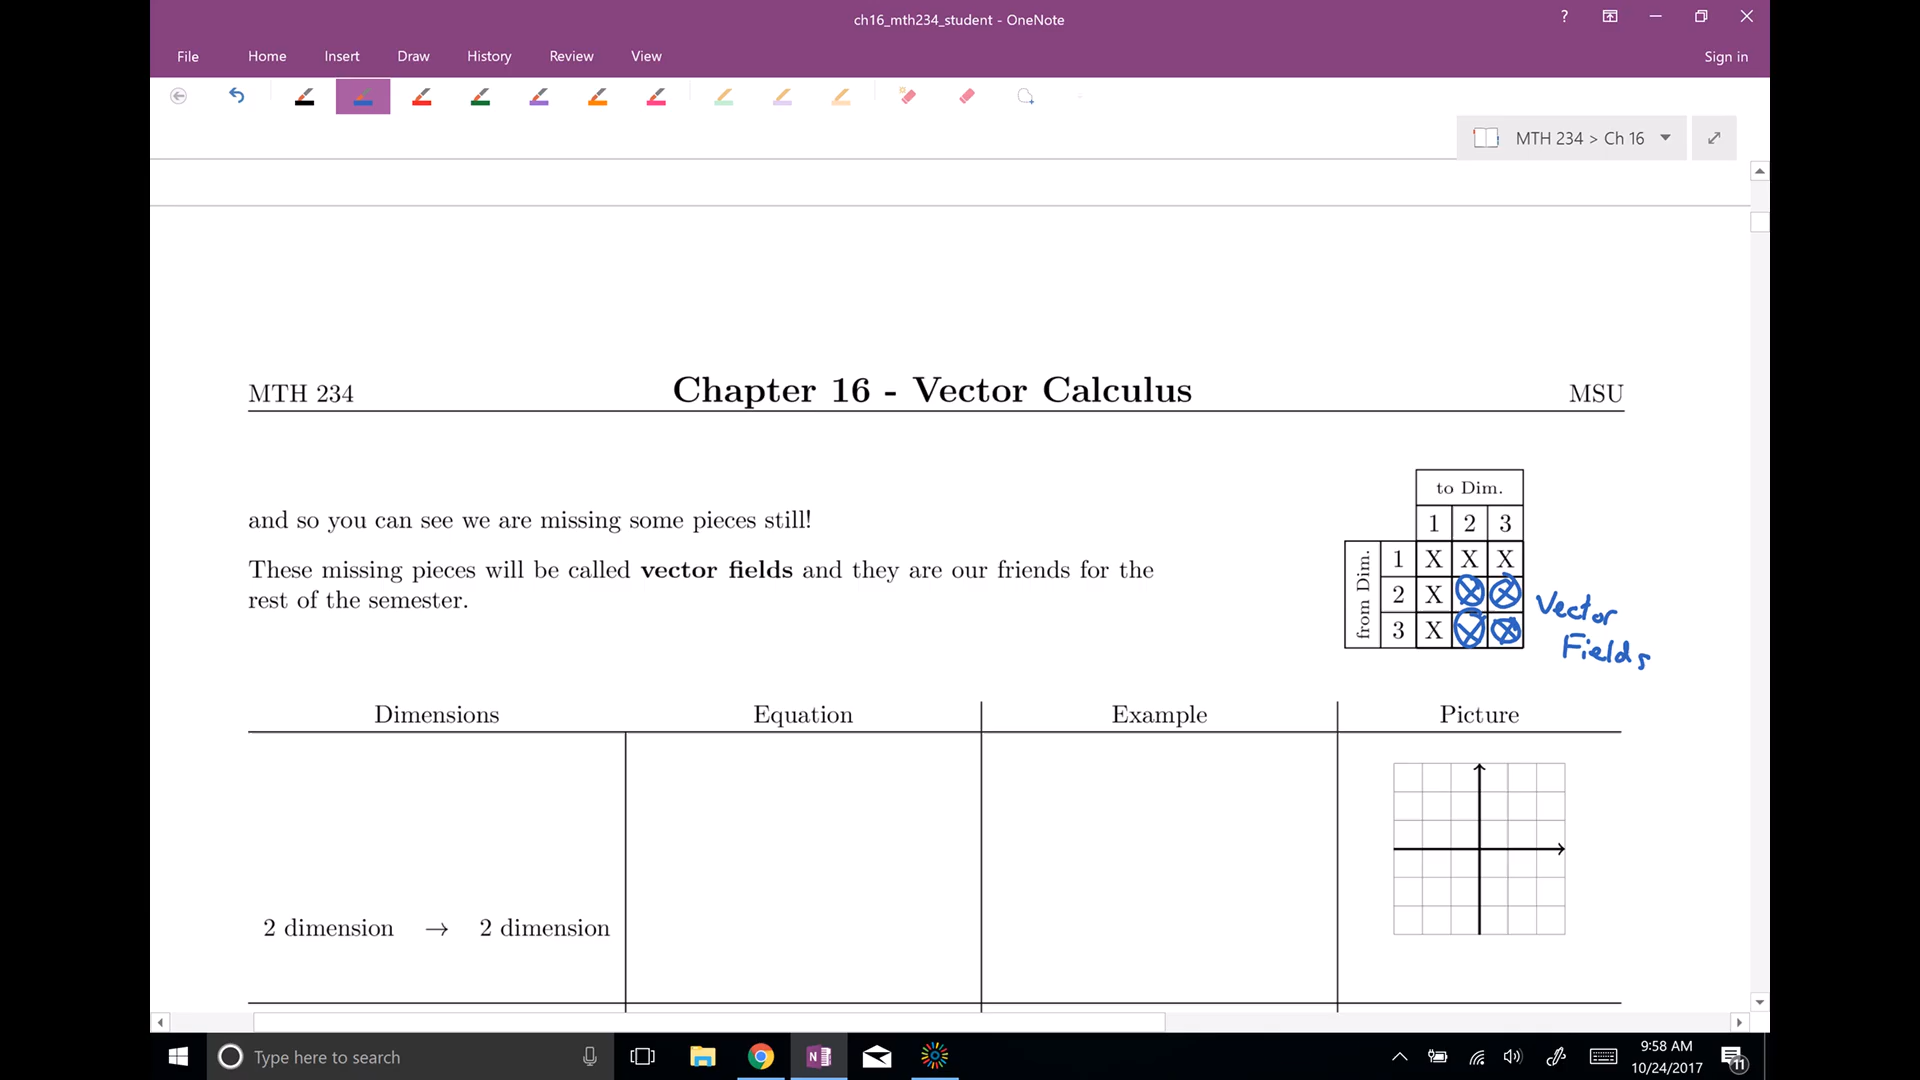 ch16_mth234_student - OneNote
?
File Home Insert Draw History Review View Sign in
MTH 234 > Ch 16
MTH 234 Chapter 16 - Vector Calculus MSU
and so you can see we are missing some pieces still!
These missing pieces will be called vector fields and they are our friends for the
rest of the semester.
to Dim.
1 2 3
from Dim.
1 X X X
2 X X X
3 X X X
Vector
Fields
Dimensions Equation Example Picture
2 dimension → 2 dimension
Type here to search
9:58 AM
10/24/2017
11